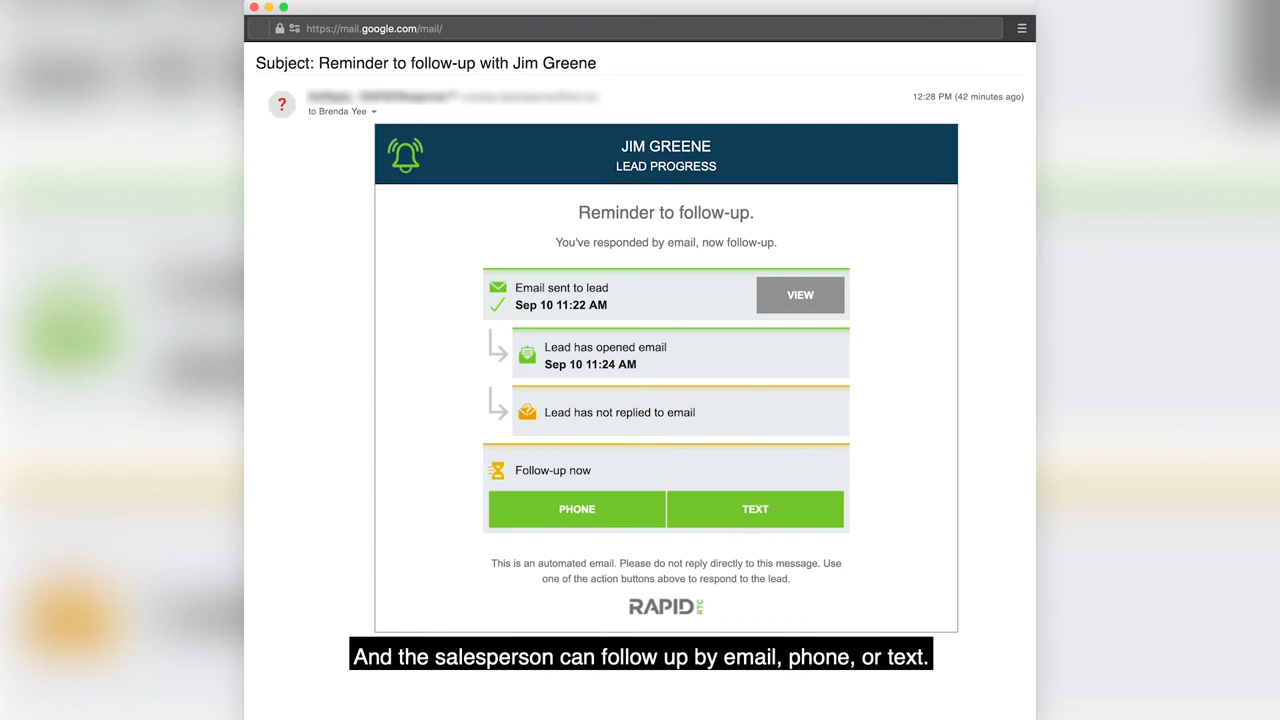 https://mail.google.com/mail/
Subject: Reminder to follow-up with Jim Greene
12:28 PM (42 minutes ago)
?
to Brenda Yee
JIM GREENE
LEAD PROGRESS
Reminder to follow-up.
You've responded by email, now follow-up.
Email sent to lead
Sep 10 11:22 AM
VIEW
Lead has opened email
Sep 10 11:24 AM
Lead has not replied to email
Follow-up now
PHONE
TEXT
This is an automated email. Please do not reply directly to this message. Use
one of the action buttons above to respond to the lead.
RAPID RTC
And the salesperson can follow up by email, phone, or text.